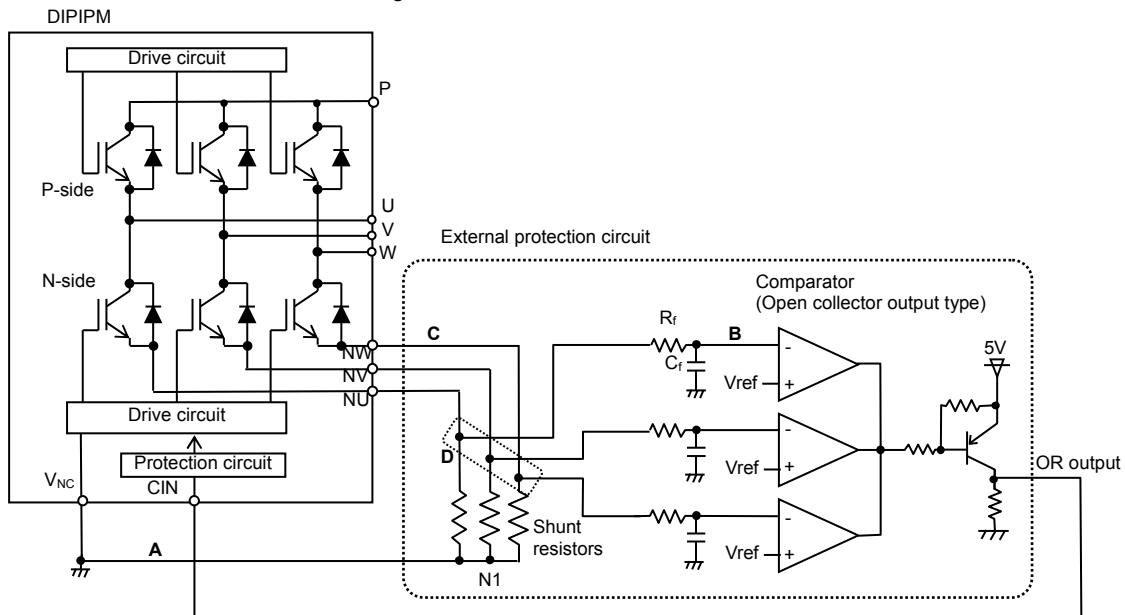 DIPIPM
Drive circuit
P
P-side
U
V
W
N-side
External protection circuit
Comparator
(Open collector output type)
C
Rf
B
Cf
-
Vref
+
5V
NW
NV
NU
Drive circuit
D
-
Vref
+
OR output
Protection circuit
VNC
CIN
Shunt
resistors
-
Vref
+
A
N1